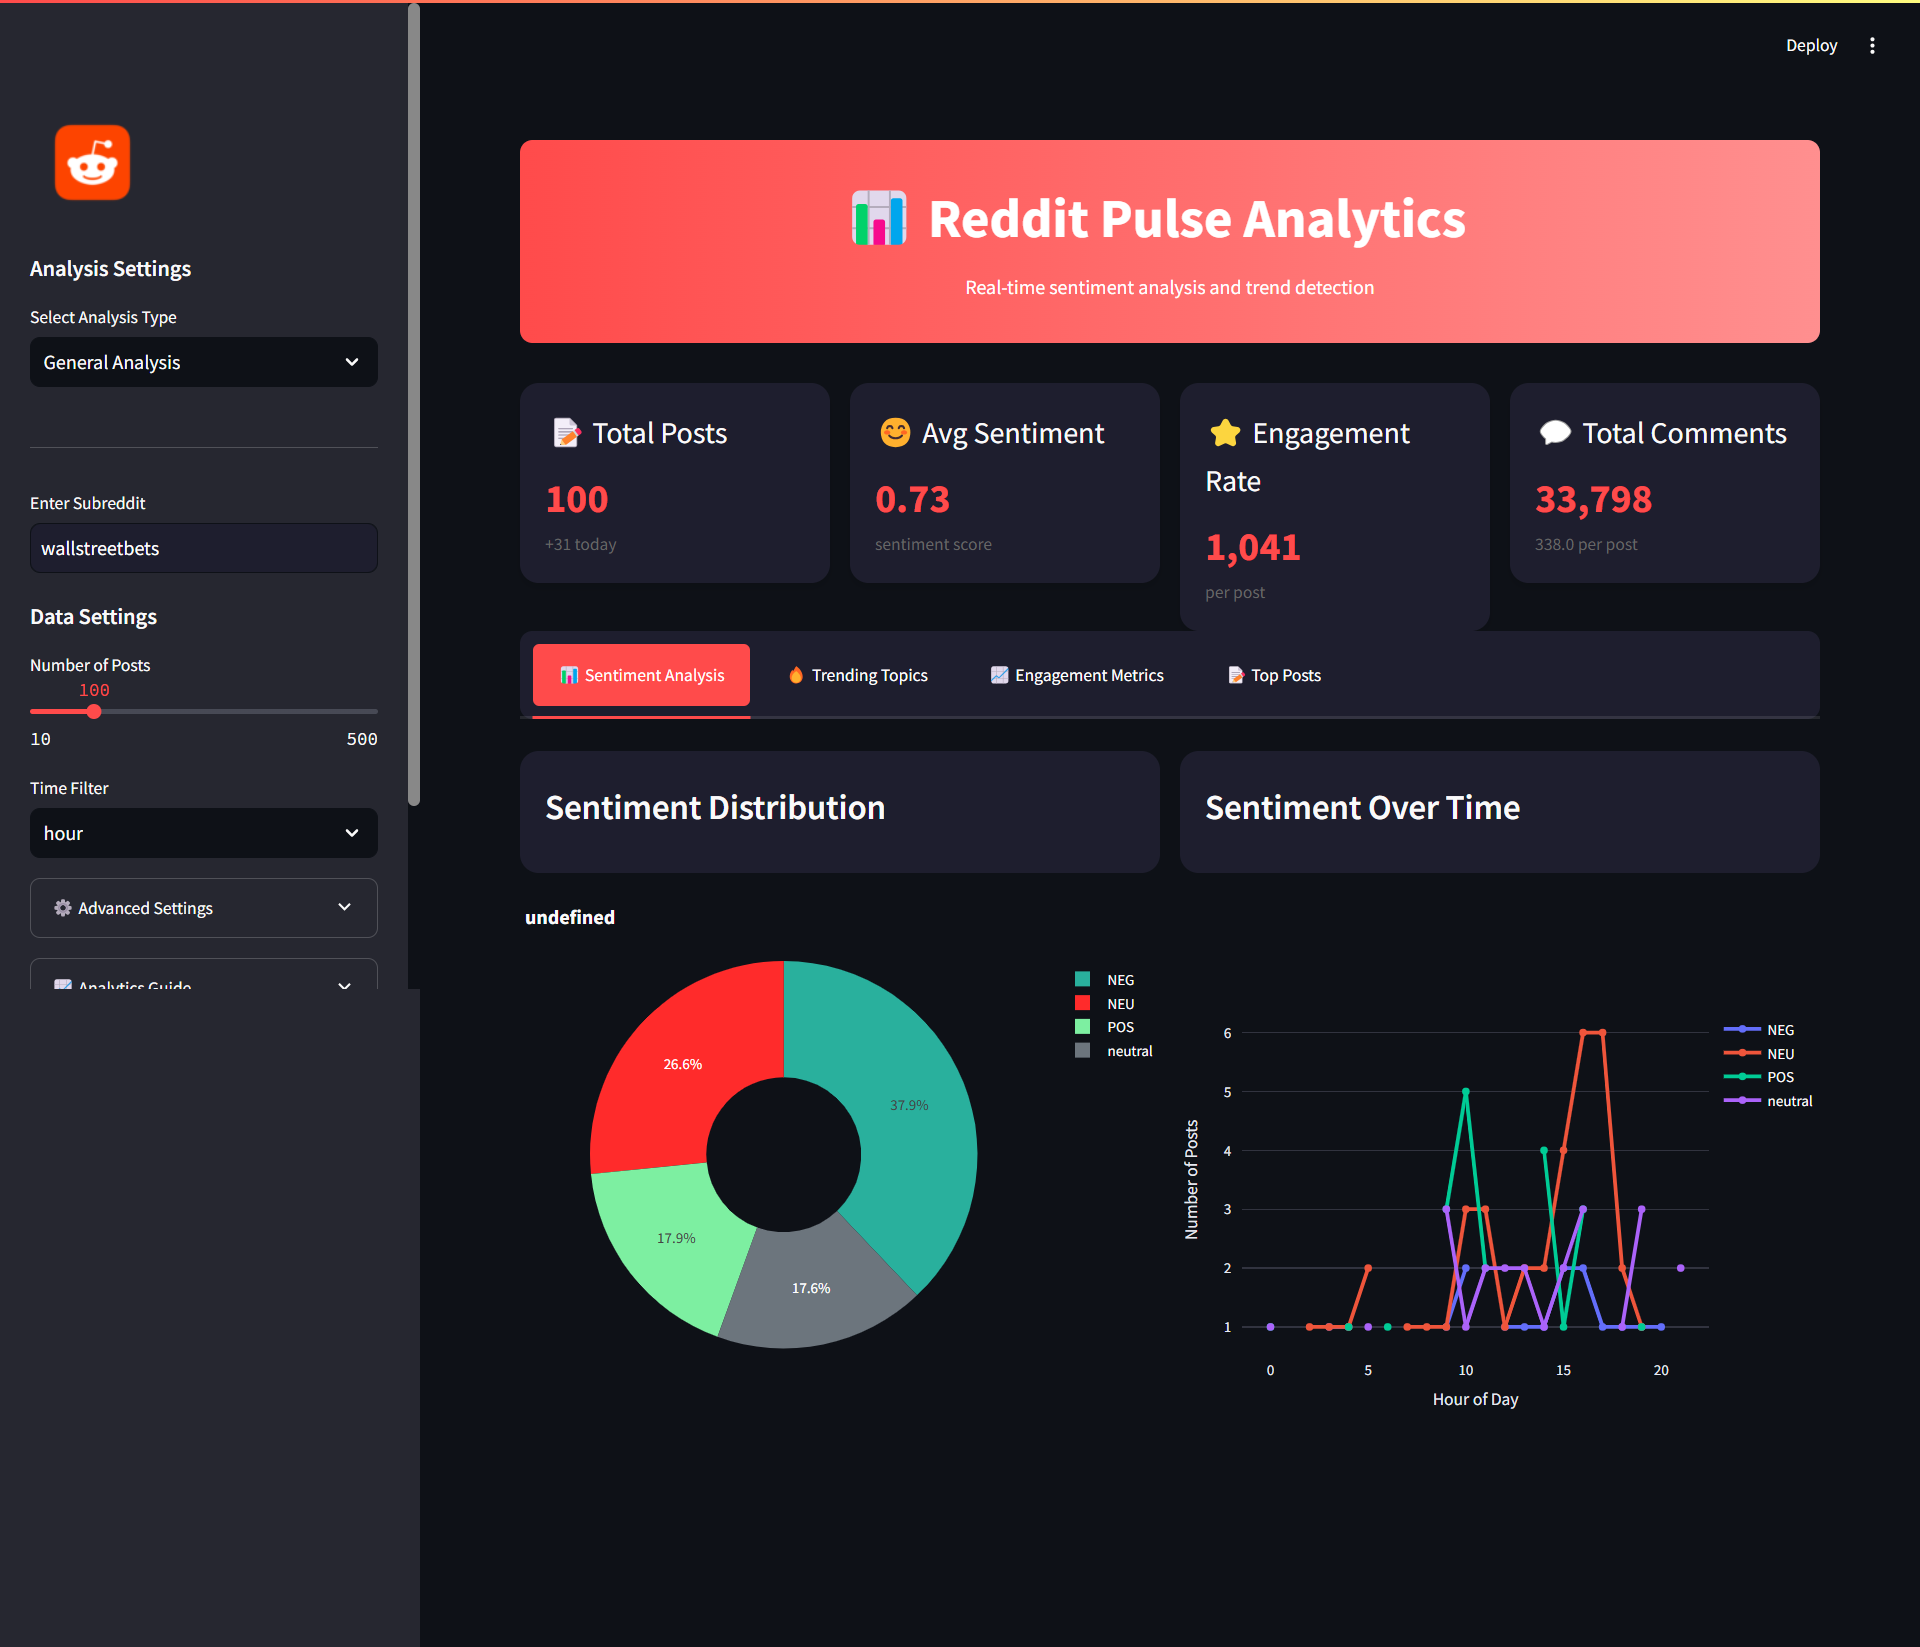 Deploy
Analysis Settings
Select Analysis Type
General Analysis
Enter Subreddit
wallstreetbets
Data Settings
Number of Posts
100
10 500
Time Filter
hour
Advanced Settings
Analytics Guide
Reddit Pulse Analytics
Real-time sentiment analysis and trend detection
Total Posts
100
+31 today
Avg Sentiment
0.73
sentiment score
Engagement
Rate
1,041
per post
Total Comments
33,798
338.0 per post
Sentiment Analysis
Trending Topics
Engagement Metrics
Top Posts
Sentiment Distribution
undefined
26.6%
37.9%
17.9%
17.6%
NEG
NEU
POS
neutral
Sentiment Over Time
Number of Posts
6
5
4
3
2
1
0 5 10 15 20
Hour of Day
NEG
NEU
POS
neutral